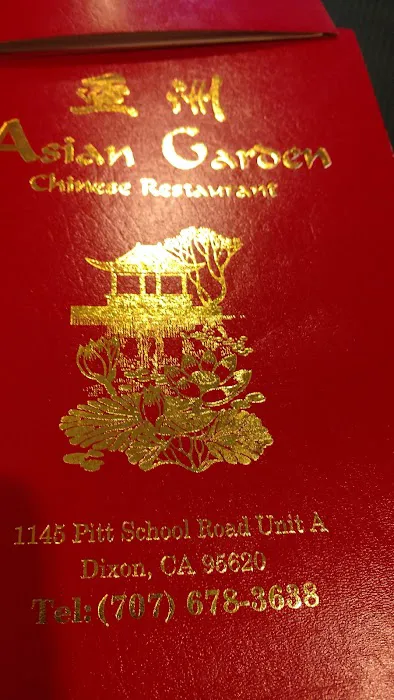 亞洲
Asian Garden
Chinese Restaurant
1145 Pitt School Road Unit A
Dixon, CA 95620
Tel: (707) 678-3638